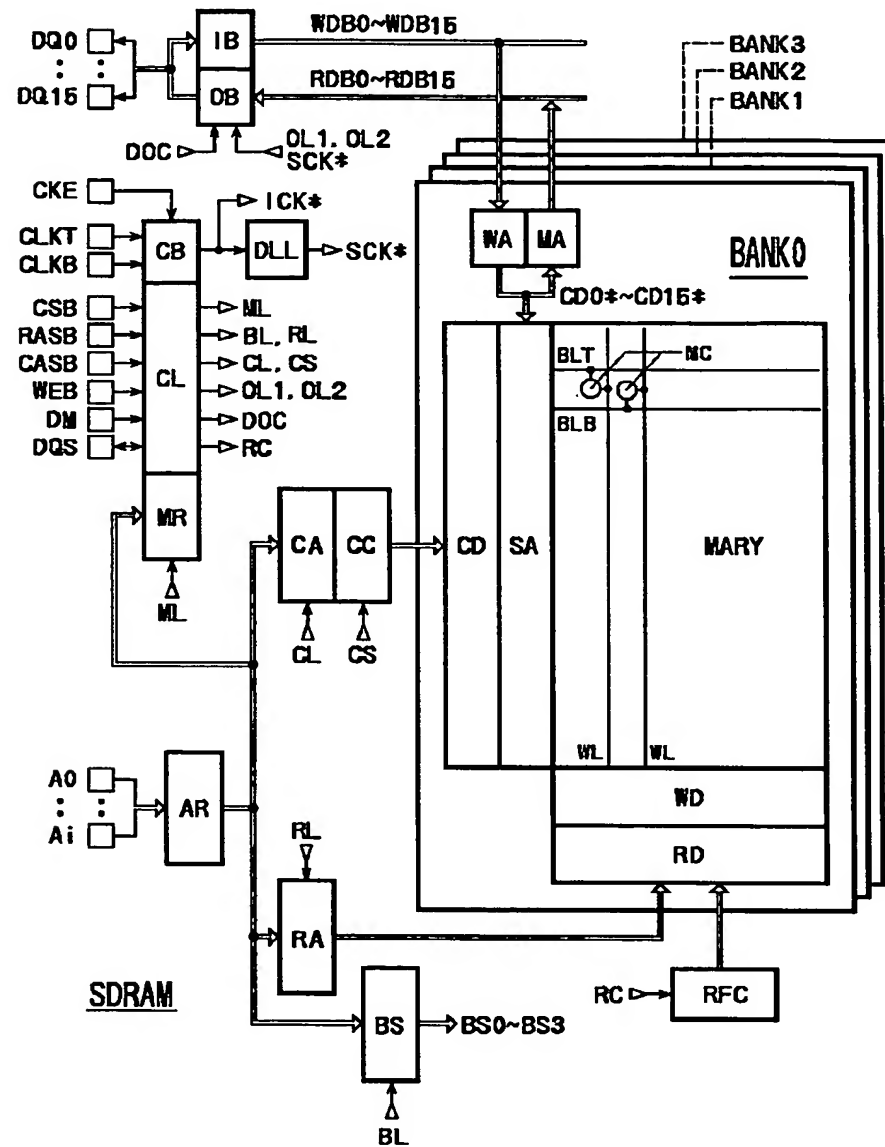 DQ0
:
:
DQ15
IB
OB
WDB0~WDB15
RDB0~RDB15
DOC
OL1, OL2
SCK*
BANK3
BANK2
BANK1
CKE
CLKT
CLKB
CB
ICK*
DLL
SCK*
CSB
RASB
CASB
WEB
DM
DQS
CL
ML
BL, RL
CL, CS
OL1, OL2
DOC
RC
MR
ML
WA
MA
BANK0
CD0*~CD15*
BLT
MC
BLB
CA
CC
CD
SA
MARY
CL
CS
WL
WL
A0
:
:
Ai
AR
WD
RD
RL
RA
SDRAM
RC
RFC
BS
BS0~BS3
BL